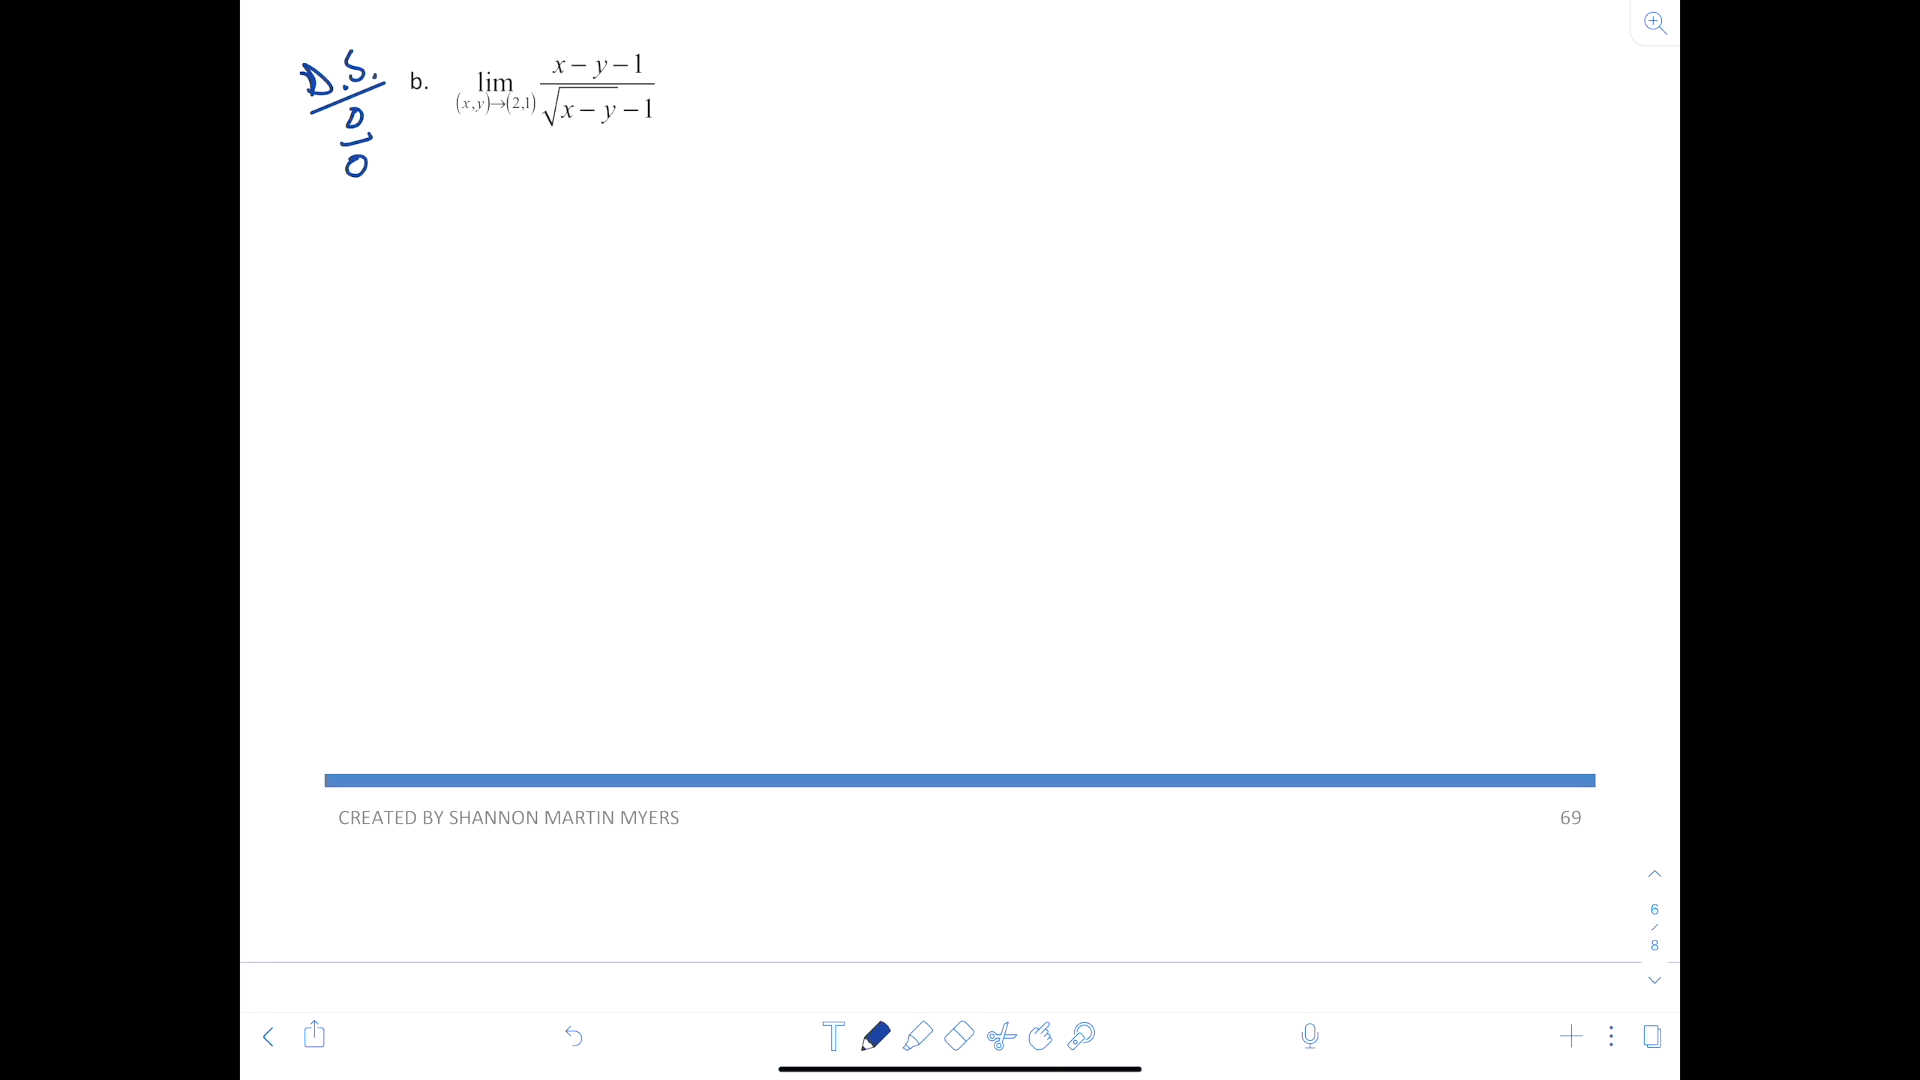 D.S. b. lim (x,y)→(2,1) x − y − 1 / √x − y − 1
0
0
CREATED BY SHANNON MARTIN MYERS 69
6
/
8
T